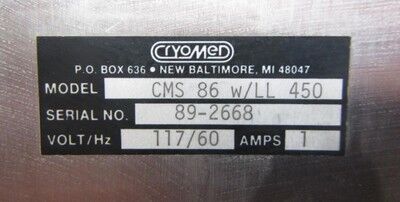 CRYOMED
P.O. BOX 636 • NEW BALTIMORE, MI 48047
MODEL CMS 86 w/LL 450
SERIAL NO. 89-2668
VOLT/Hz 117/60 AMPS 1